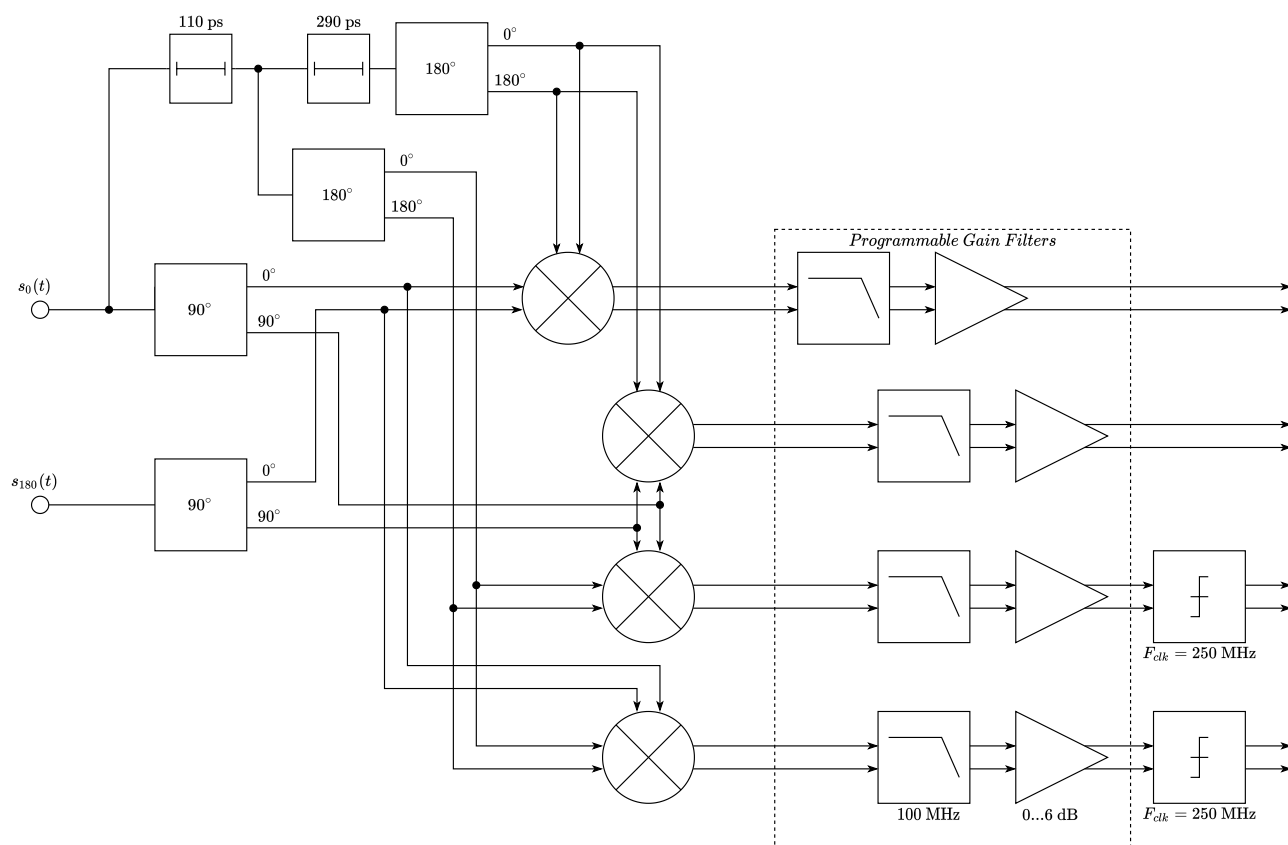 110 ps
290 ps
180°
0°
180°
180°
0°
180°
s₀(t)
90°
0°
90°
s₁₈₀(t)
90°
0°
90°
Programmable Gain Filters
F_clk = 250 MHz
100 MHz
0...6 dB
F_clk = 250 MHz